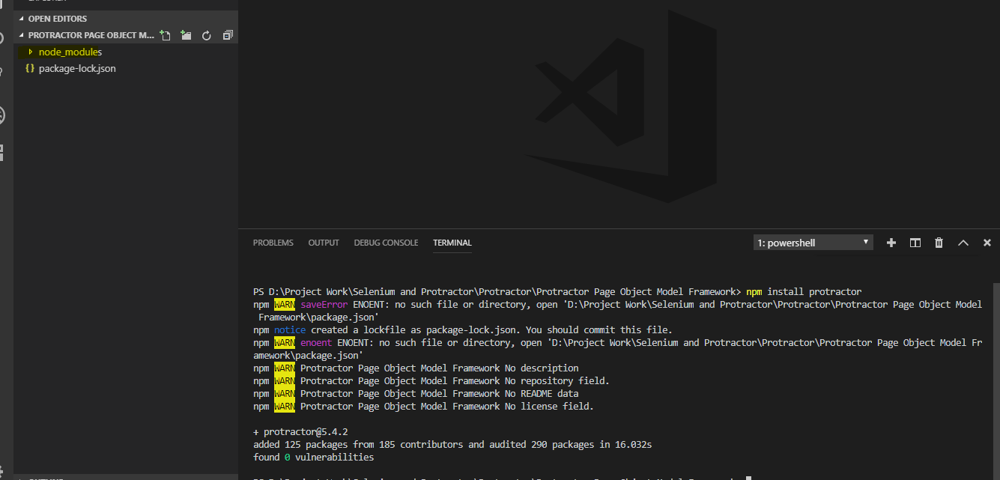 OPEN EDITORS
PROTRACTOR PAGE OBJECT M...
node_modules
{} package-lock.json
PROBLEMS OUTPUT DEBUG CONSOLE TERMINAL
1: powershell
PS D:\Project Work\Selenium and Protractor\Protractor\Protractor Page Object Model Framework> npm install protractor
npm WARN saveError ENOENT: no such file or directory, open 'D:\Project Work\Selenium and Protractor\Protractor\Protractor Page Object Model
Framework\package.json'
npm notice created a lockfile as package-lock.json. You should commit this file.
npm WARN enoent ENOENT: no such file or directory, open 'D:\Project Work\Selenium and Protractor\Protractor\Protractor Page Object Model Fr
amework\package.json'
npm WARN Protractor Page Object Model Framework No description
npm WARN Protractor Page Object Model Framework No repository field.
npm WARN Protractor Page Object Model Framework No README data
npm WARN Protractor Page Object Model Framework No license field.
+ protractor@5.4.2
added 125 packages from 185 contributors and audited 290 packages in 16.032s
found 0 vulnerabilities